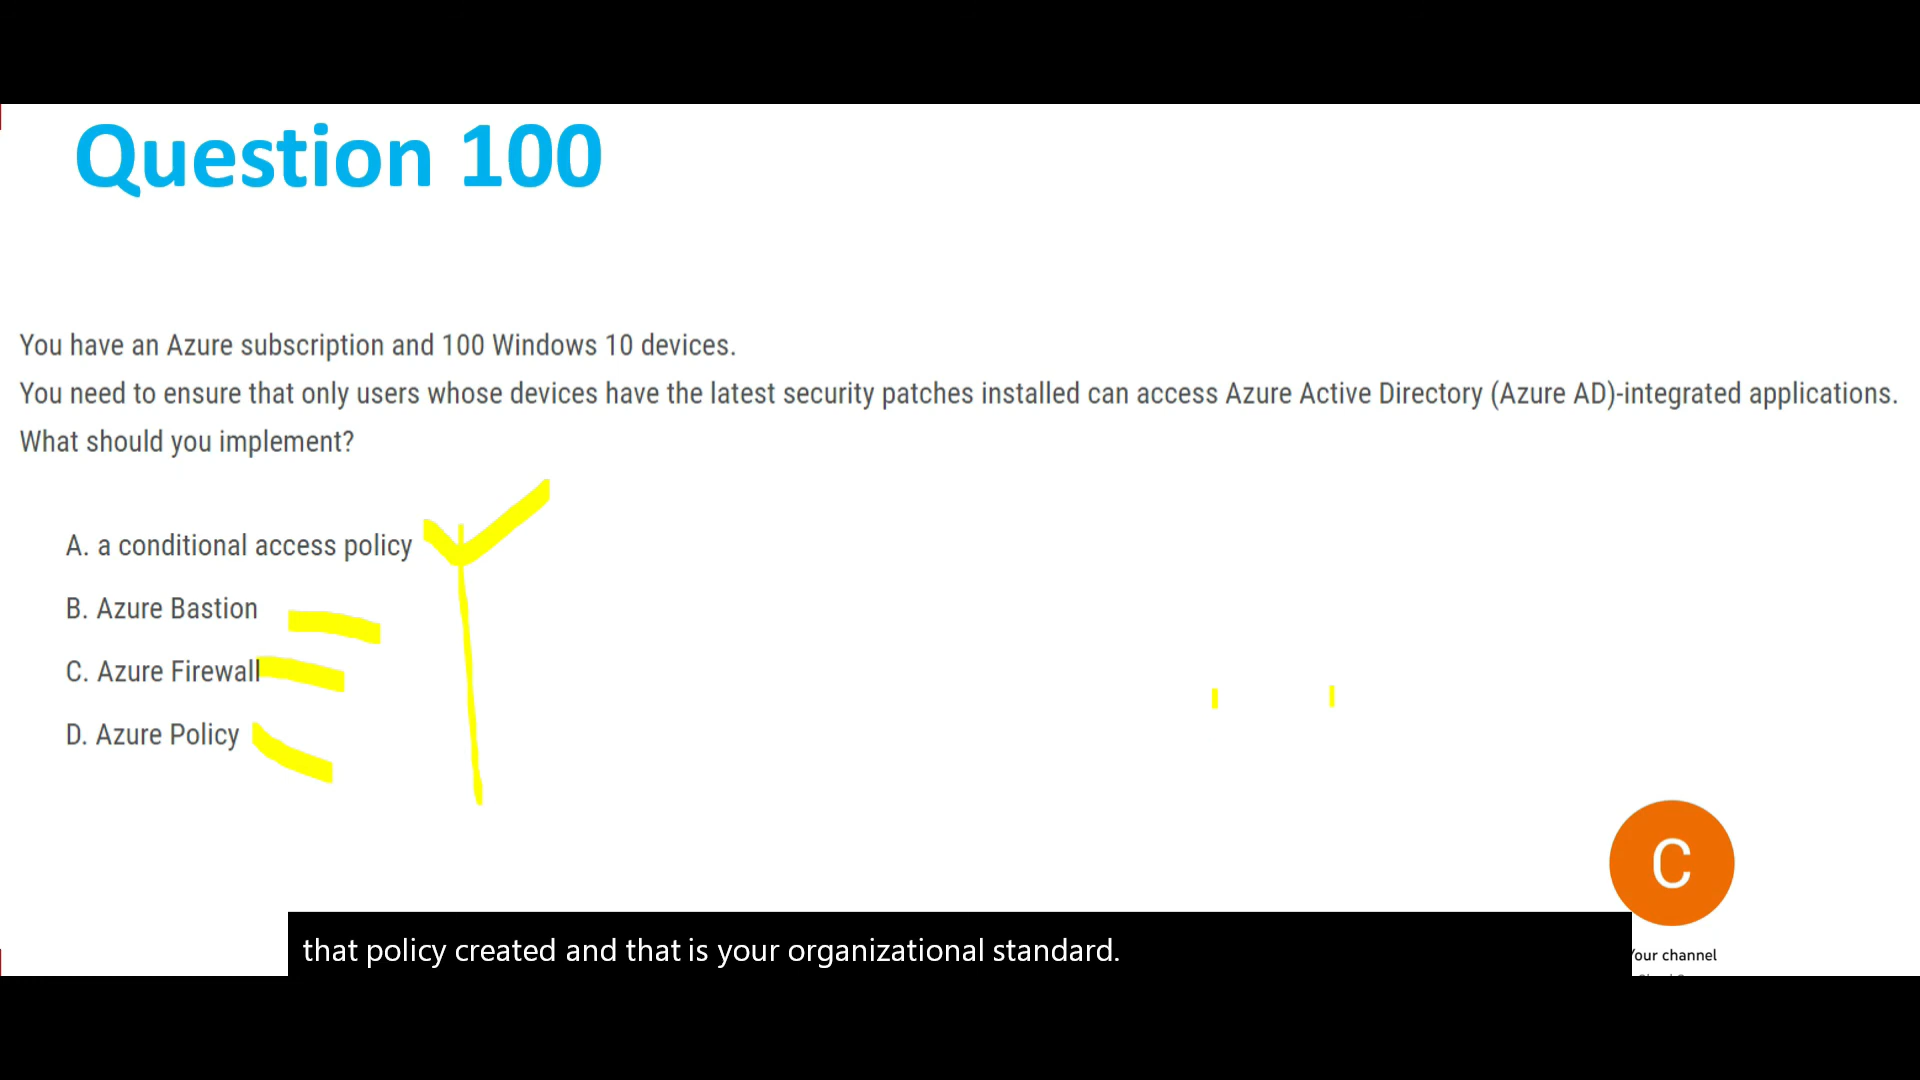 Question 100
You have an Azure subscription and 100 Windows 10 devices.
You need to ensure that only users whose devices have the latest security patches installed can access Azure Active Directory (Azure AD)-integrated applications.
What should you implement?
A. a conditional access policy
B. Azure Bastion
C. Azure Firewall
D. Azure Policy
C
that policy created and that is your organizational standard.
Your channel